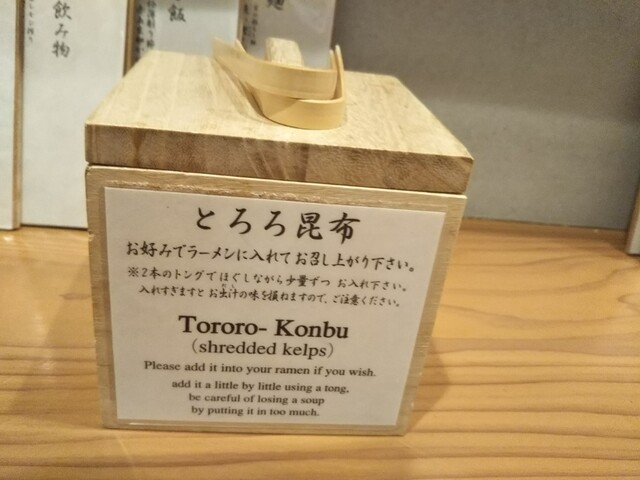 飲み物
飯
麺
とろろ昆布
お好みでラーメンに入れてお召し上がり下さい。
※2本のトングでほぐしながら少量ずつ お入れ下さい。
入れすぎますと お出汁の味を損ねますので、ご注意ください。
Tororo- Konbu
(shredded kelps)
Please add it into your ramen if you wish.
add it a little by little using a tong,
be careful of losing a soup
by putting it in too much.